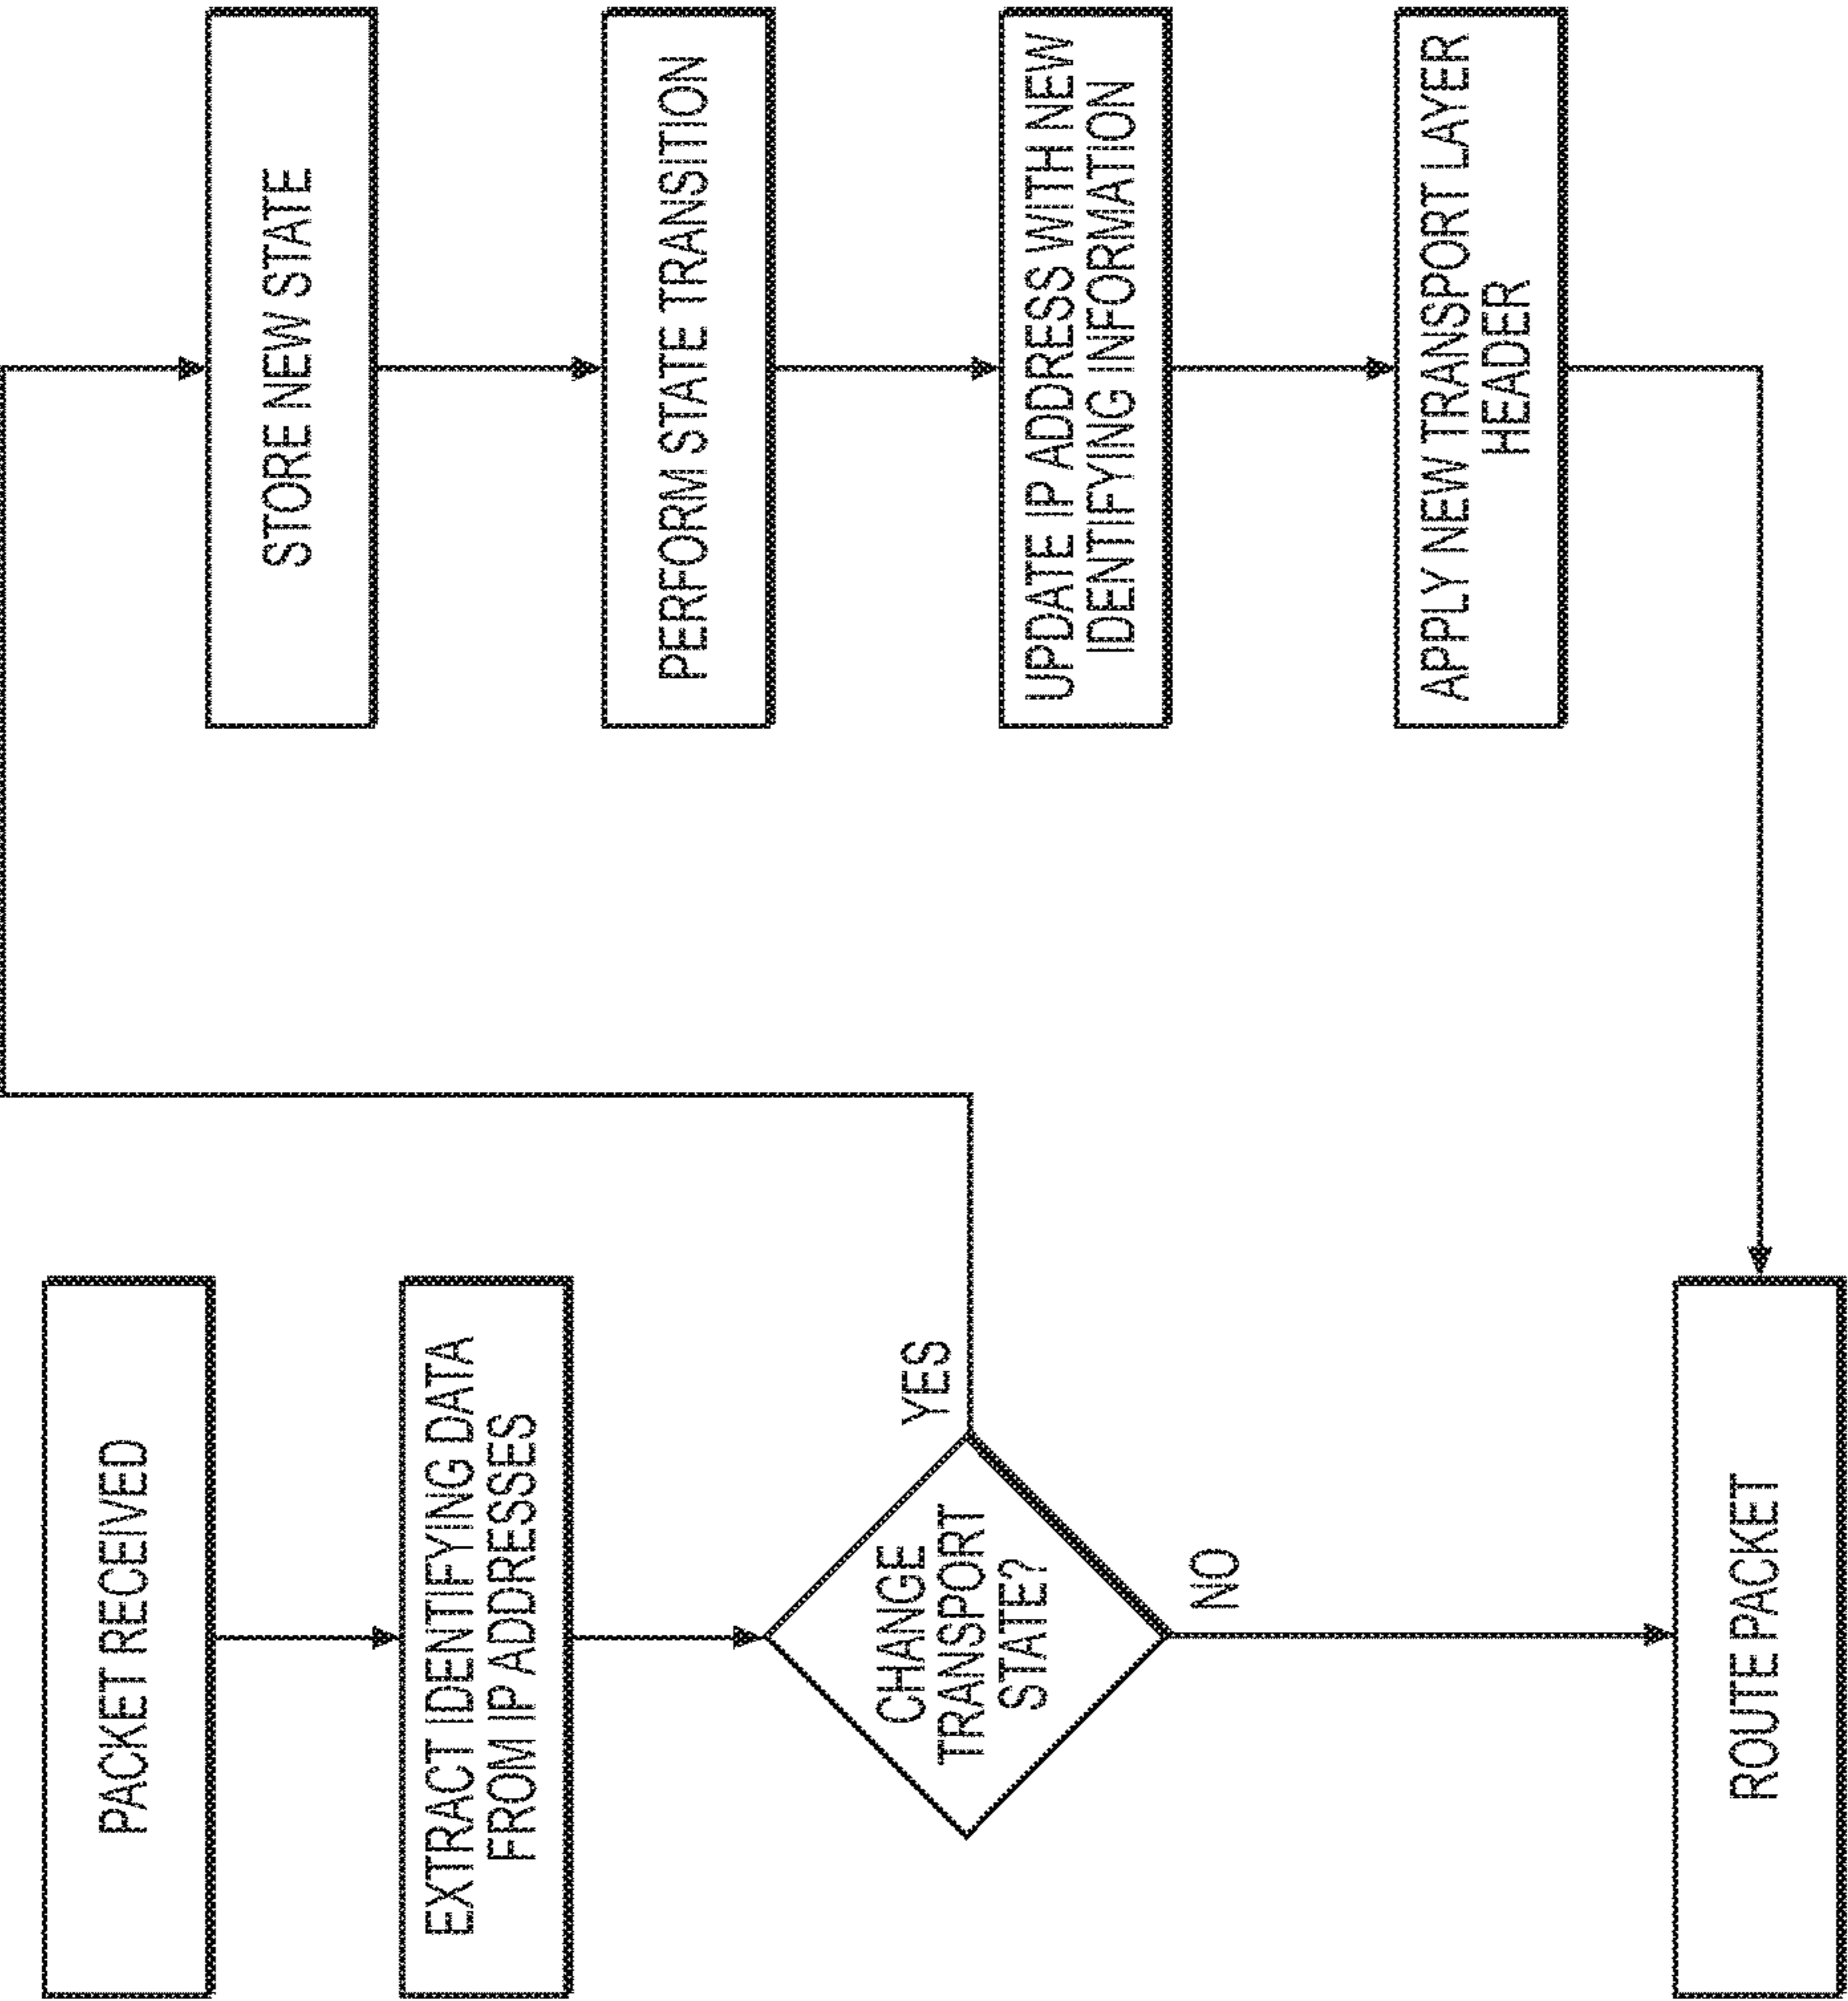 PACKET RECEIVED
EXTRACT IDENTIFYING DATA
FROM IP ADDRESSES
CHANGE
TRANSPORT
STATE?
YES
NO
ROUTE PACKET
STORE NEW STATE
PERFORM STATE TRANSITION
UPDATE IP ADDRESS WITH NEW
IDENTIFYING INFORMATION
APPLY NEW TRANSPORT LAYER
HEADER